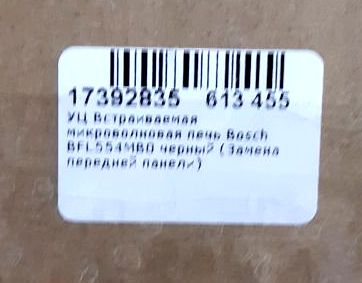 17392835 613 455
УЦ Встраиваемая
микроволновая печь Bosch
BFL554MB0 черный (Замена
передней панели)